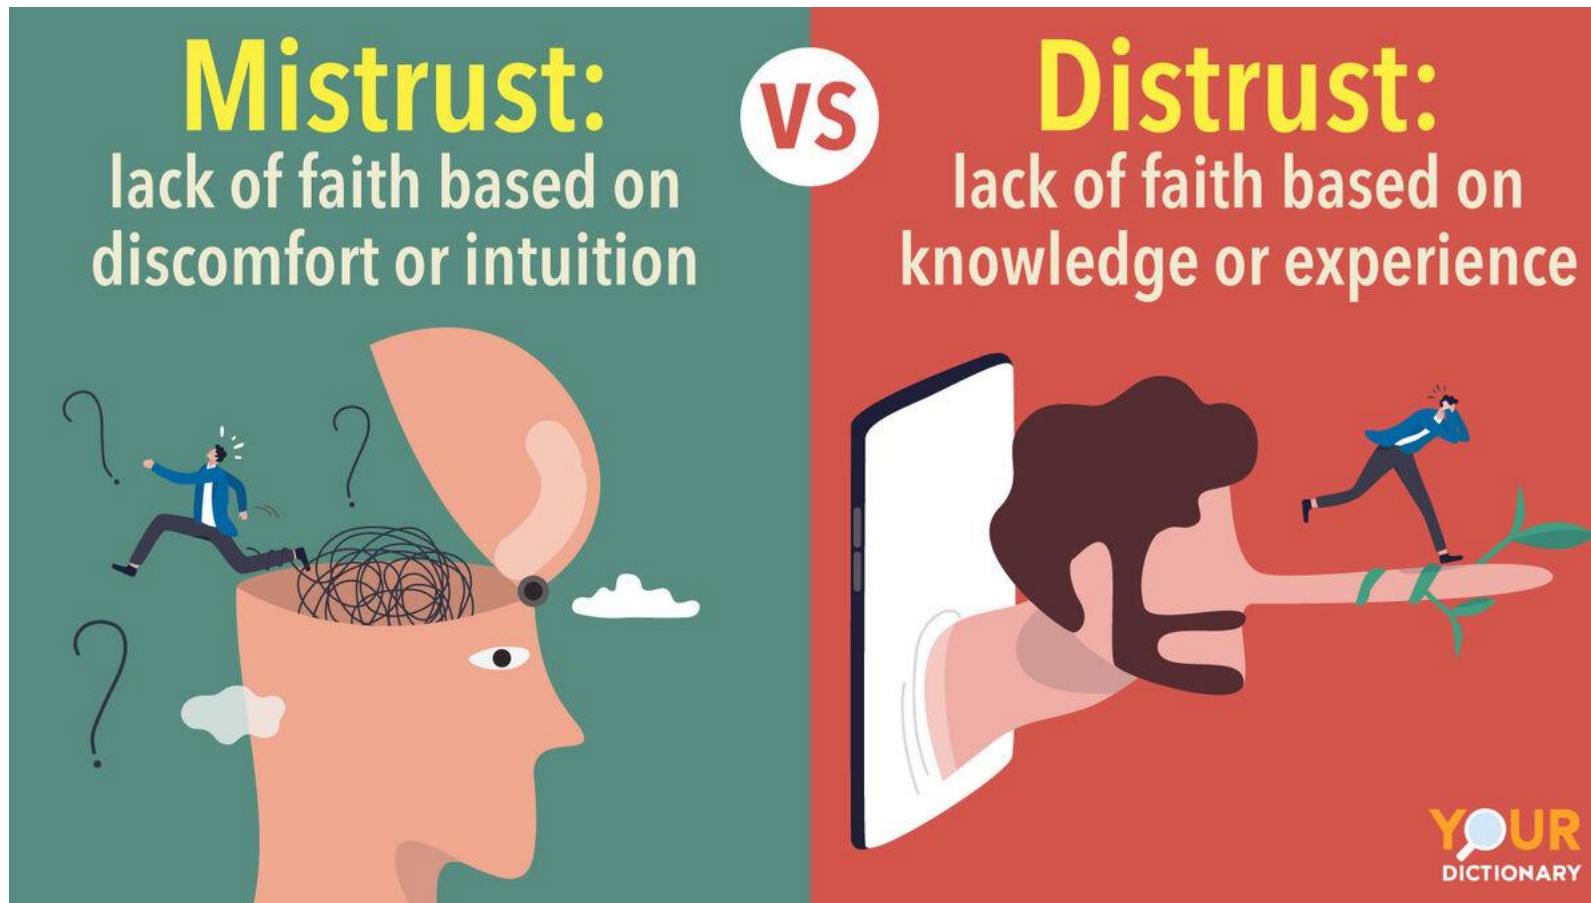 Mistrust:
lack of faith based on
discomfort or intuition
VS
Distrust:
lack of faith based on
knowledge or experience
?
?
?
YOUR
DICTIONARY